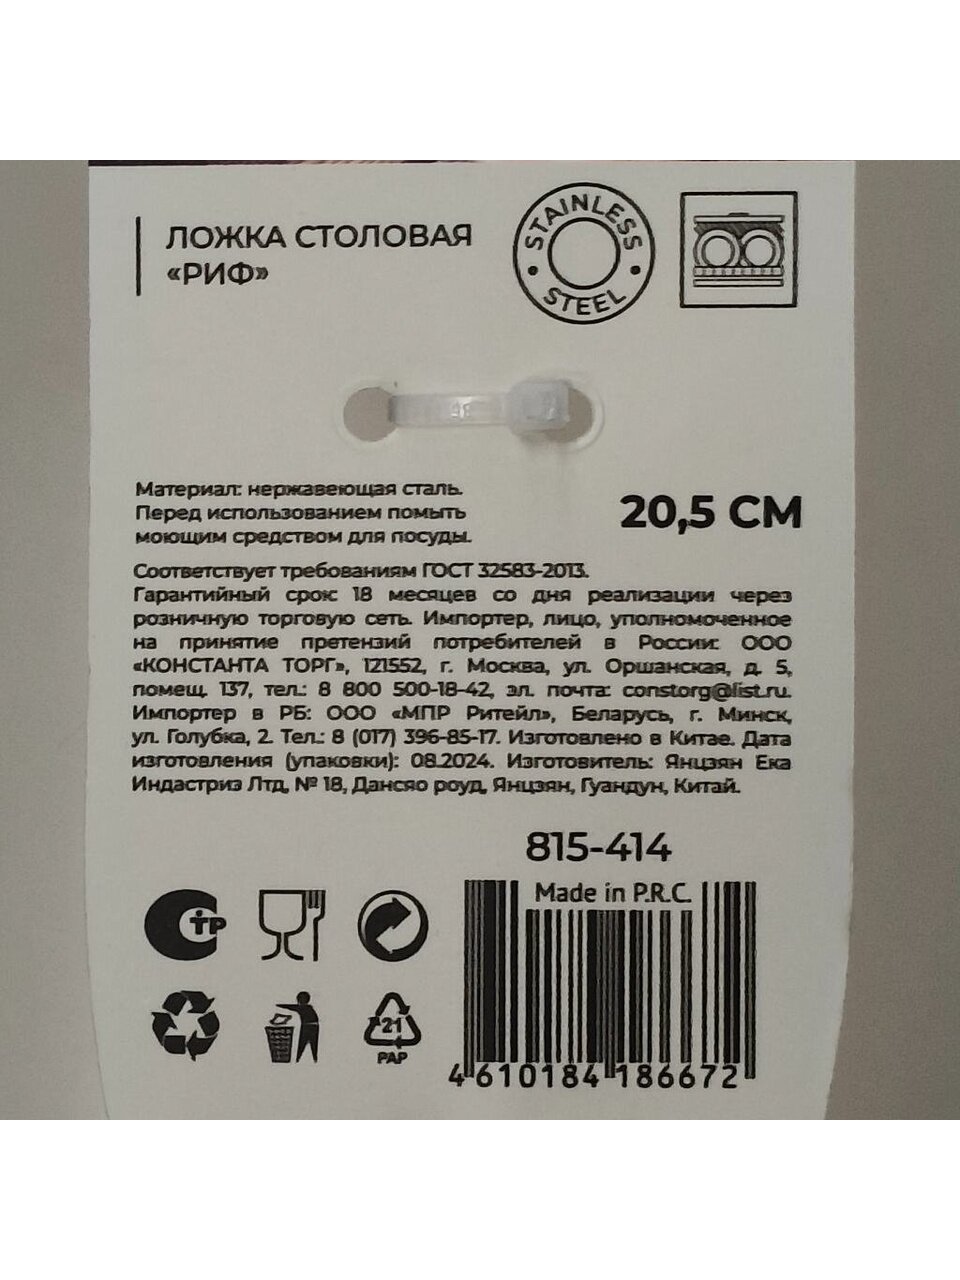 ЛОЖКА СТОЛОВАЯ
«РИФ»
STAINLESS
STEEL
Материал: нержавеющая сталь.
Перед использованием помыть
моющим средством для посуды.
20,5 СМ
Соответствует требованиям ГОСТ 32583-2013.
Гарантийный срок: 18 месяцев со дня реализации через
розничную торговую сеть. Импортер, лицо, уполномоченное
на принятие претензий потребителей в России: ООО
«КОНСТАНТА ТОРГ», 121552, г. Москва, ул. Оршанская, д. 5,
помещ. 137, тел.: 8 800 500-18-42, эл. почта: constorg@list.ru.
Импортер в РБ: ООО «МПР Ритейл», Беларусь, г. Минск,
ул. Голубка, 2. Тел.: 8 (017) 396-85-17. Изготовлено в Китае. Дата
изготовления (упаковки): 08.2024. Изготовитель: Янцзян Ека
Индастриз Лтд, № 18, Дансяо роуд, Янцзян, Гуандун, Китай.
815-414
Made in P.R.C.
СТР
21
PAP
4 610184 186672